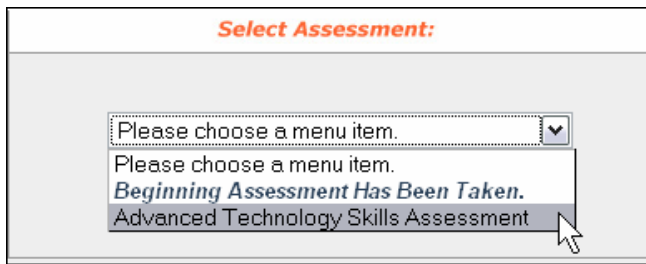 Select Assessment:
Please choose a menu item.
Please choose a menu item.
Beginning Assessment Has Been Taken.
Advanced Technology Skills Assessment